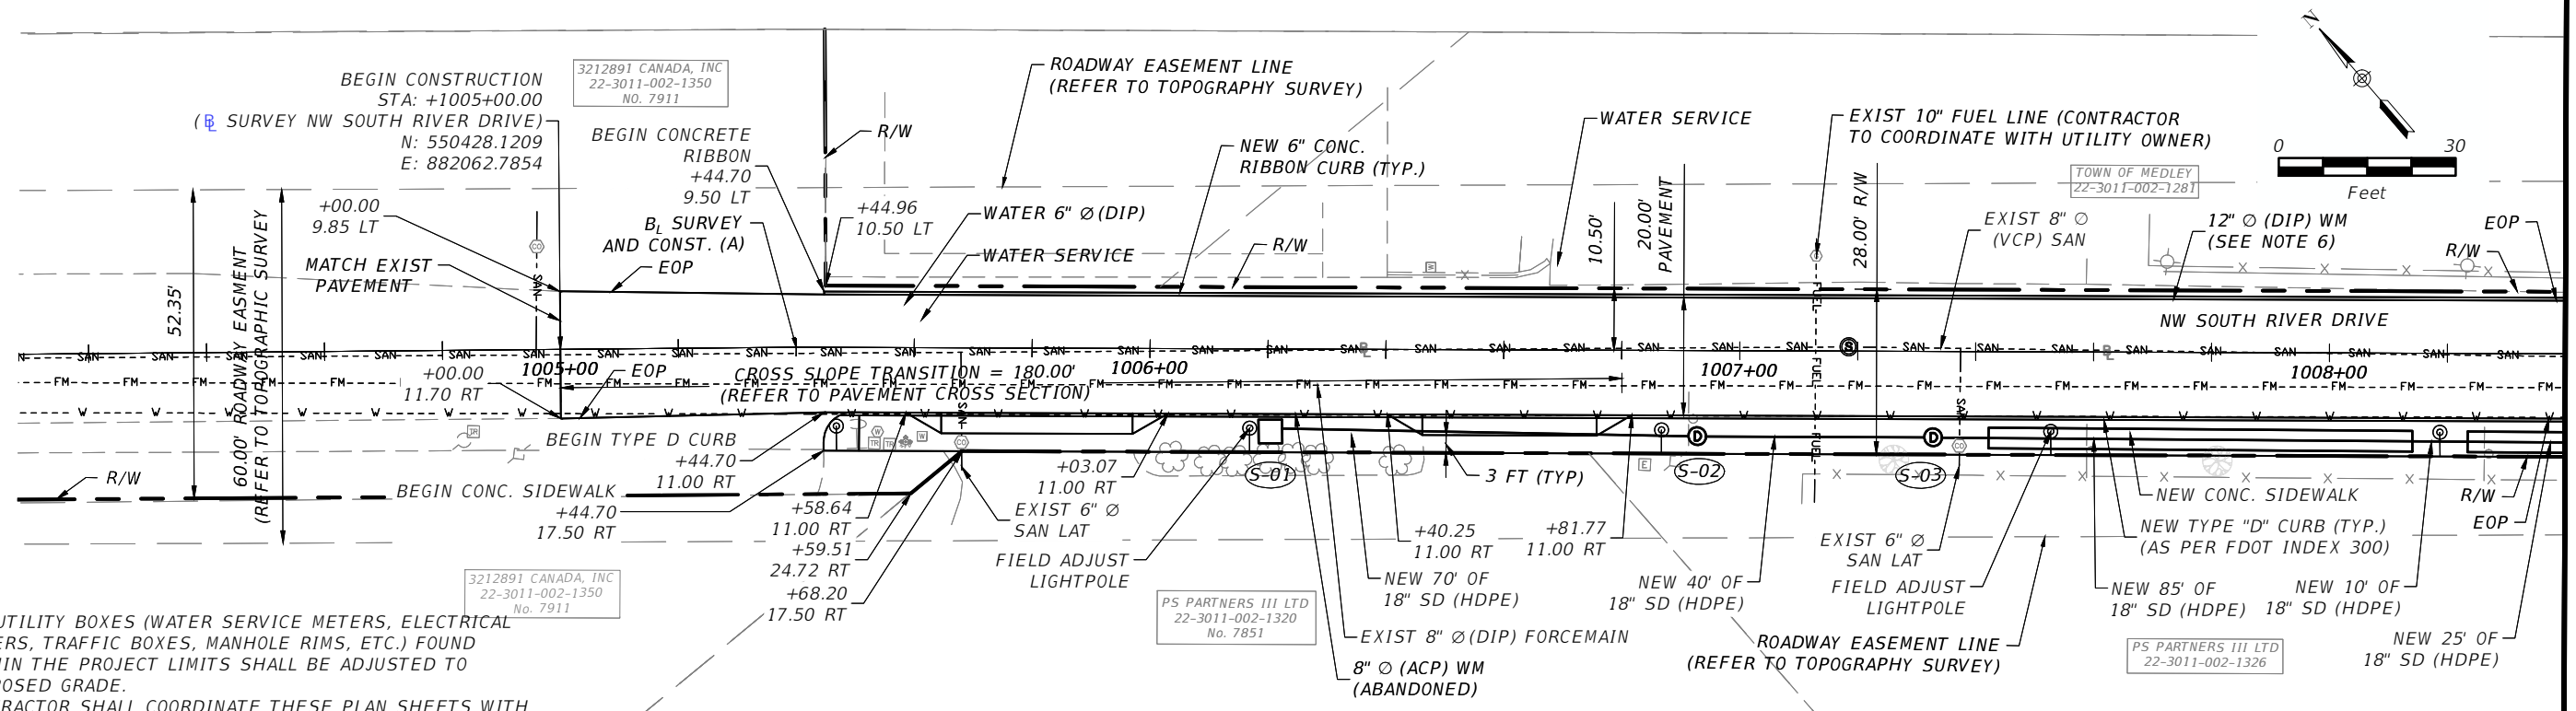 BEGIN CONSTRUCTION
STA: +1005+00.00
(BL SURVEY NW SOUTH RIVER DRIVE)
N: 550428.1209
E: 882062.7854
3212891 CANADA, INC
22-3011-002-1350
NO. 7911
BEGIN CONCRETE
RIBBON
+44.70
9.50 LT
R/W
ROADWAY EASEMENT LINE
(REFER TO TOPOGRAPHY SURVEY)
NEW 6" CONC.
RIBBON CURB (TYP.)
WATER SERVICE
EXIST 10" FUEL LINE (CONTRACTOR
TO COORDINATE WITH UTILITY OWNER)
N
0 30
Feet
TOWN OF MEDLEY
22-3011-002-1281
+00.00
9.85 LT
BL SURVEY
AND CONST. (A)
+44.96
10.50 LT
WATER 6" Ø (DIP)
WATER SERVICE
R/W
10.50'
20.00'
PAVEMENT
28.00' R/W
EXIST 8" Ø
(VCP) SAN
12" Ø (DIP) WM
(SEE NOTE 6)
EOP
R/W
MATCH EXIST
PAVEMENT
EOP
52.35'
60.00' ROADWAY EASMENT
(REFER TO TOPOGRAPHIC SURVEY
NW SOUTH RIVER DRIVE
SAN
FM
W
FUEL
1005+00
1006+00
1007+00
1008+00
+00.00
11.70 RT
EOP
CROSS SLOPE TRANSITION = 180.00'
(REFER TO PAVEMENT CROSS SECTION)
BEGIN TYPE D CURB
+44.70
11.00 RT
R/W
BEGIN CONC. SIDEWALK
+44.70
17.50 RT
+58.64
11.00 RT
+59.51
24.72 RT
+68.20
17.50 RT
+03.07
11.00 RT
EXIST 6" Ø
SAN LAT
FIELD ADJUST
LIGHTPOLE
S-01
S-02
S-03
D
D
S
3 FT (TYP)
+40.25
11.00 RT
+81.77
11.00 RT
NEW 70' OF
18" SD (HDPE)
NEW 40' OF
18" SD (HDPE)
EXIST 6" Ø
SAN LAT
FIELD ADJUST
LIGHTPOLE
NEW CONC. SIDEWALK
NEW TYPE "D" CURB (TYP.)
(AS PER FDOT INDEX 300)
R/W
EOP
NEW 85' OF
18" SD (HDPE)
NEW 10' OF
18" SD (HDPE)
NEW 25' OF
18" SD (HDPE)
3212891 CANADA, INC
22-3011-002-1350
No. 7911
PS PARTNERS III LTD
22-3011-002-1320
No. 7851
EXIST 8" Ø (DIP) FORCEMAIN
8" Ø (ACP) WM
(ABANDONED)
ROADWAY EASEMENT LINE
(REFER TO TOPOGRAPHY SURVEY)
PS PARTNERS III LTD
22-3011-002-1326
UTILITY BOXES (WATER SERVICE METERS, ELECTRICAL
ERS, TRAFFIC BOXES, MANHOLE RIMS, ETC.) FOUND
IN THE PROJECT LIMITS SHALL BE ADJUSTED TO
POSED GRADE.
RACTOR SHALL COORDINATE THESE PLAN SHEETS WITH